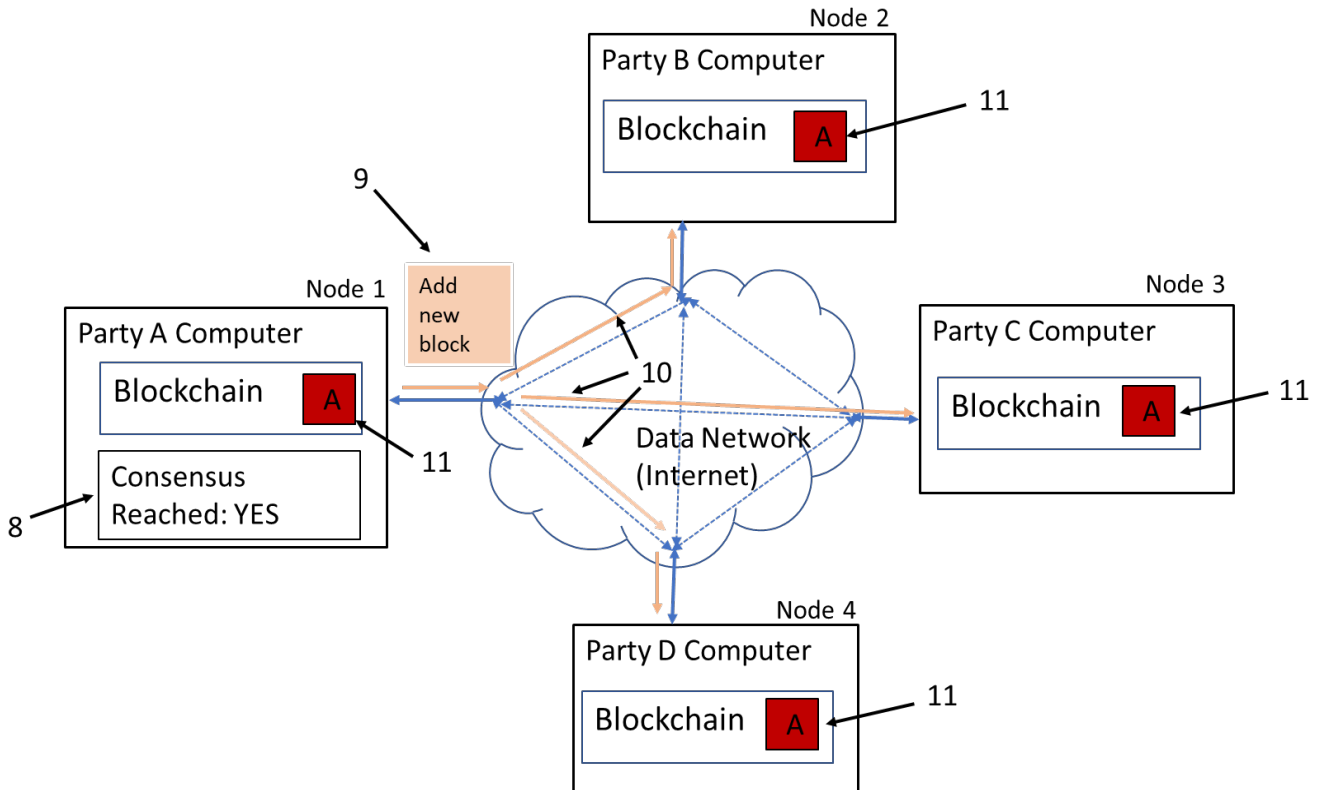 Node 2
Party B Computer
Blockchain A
11
9
Add
new
block
Node 1
Party A Computer
Blockchain A
11
Consensus
Reached: YES
8
10
Data Network
(Internet)
Node 3
Party C Computer
Blockchain A
11
Node 4
Party D Computer
Blockchain A
11